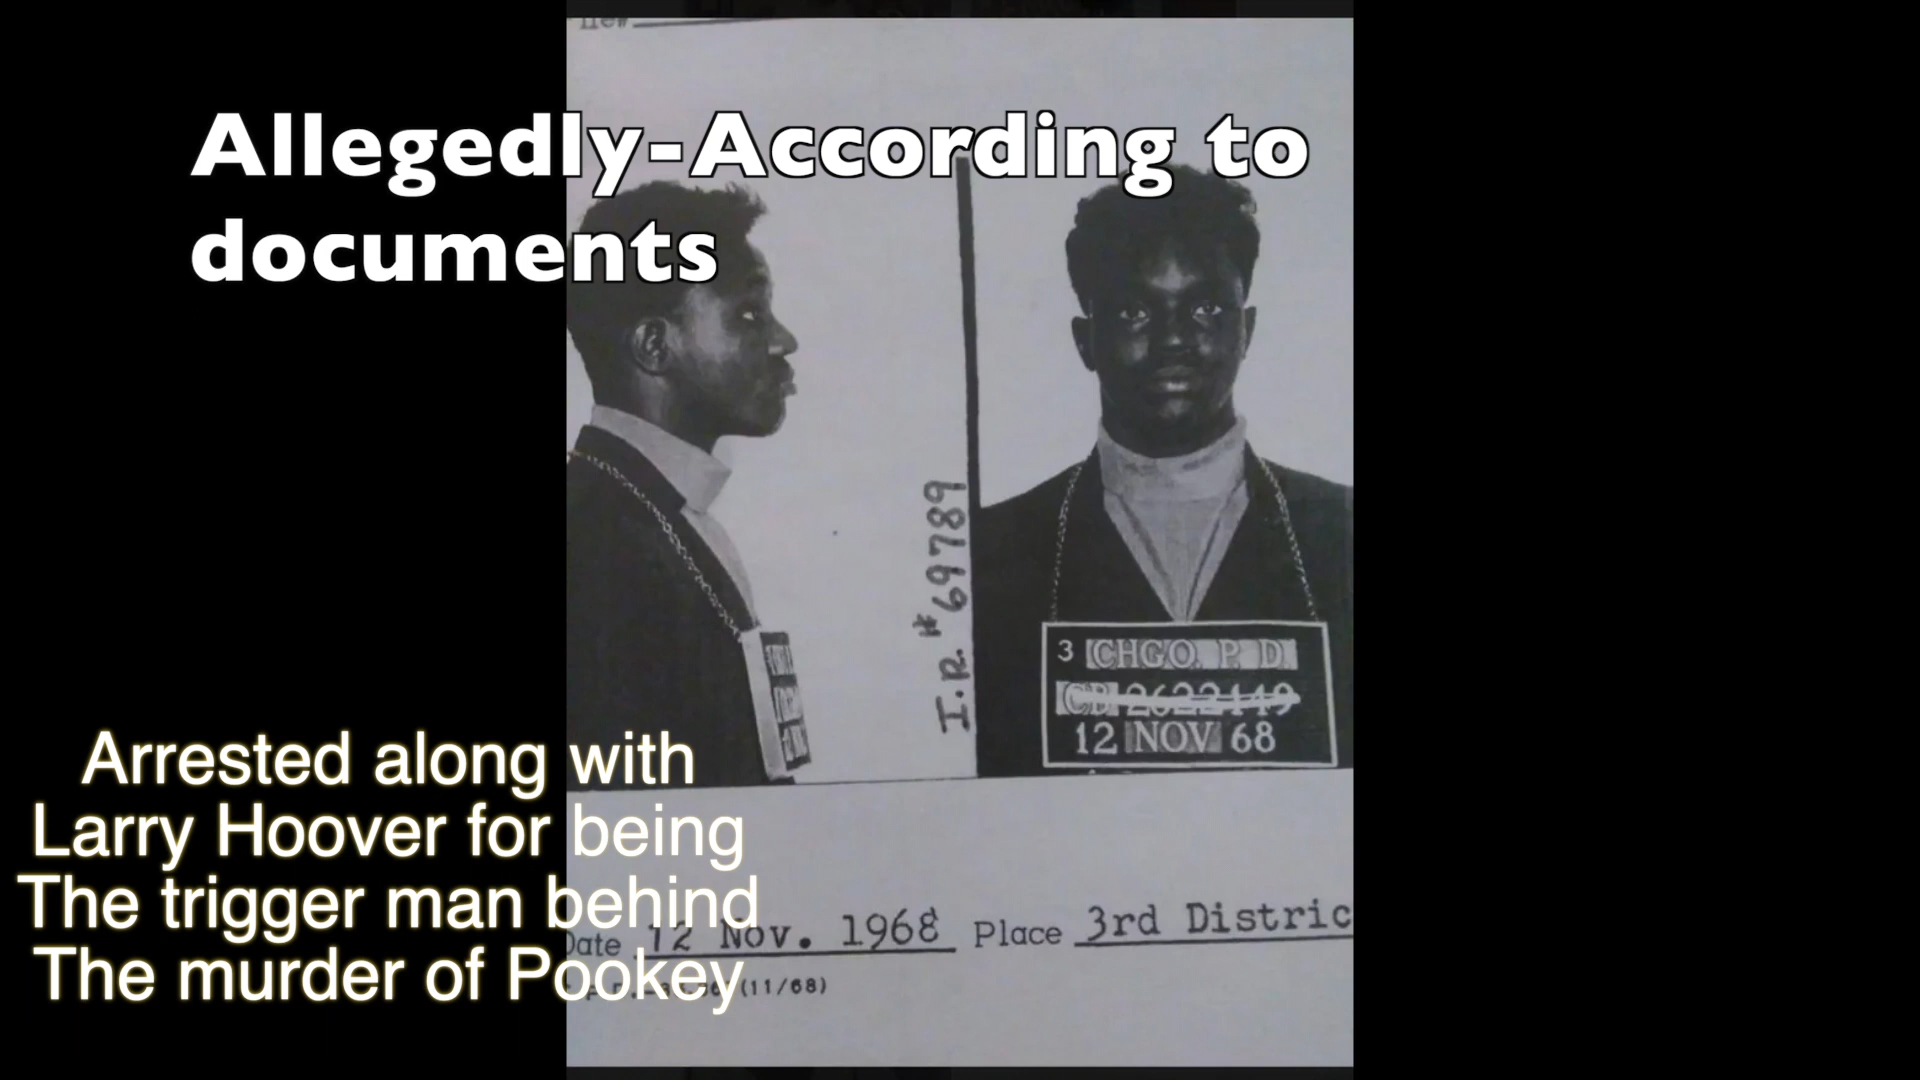 Allegedly-According to
documents
I.R. # 69789
3 CHGO. P. D.
CB 2622149
12 NOV 68
Arrested along with
Larry Hoover for being
The trigger man behind
The murder of Pookey
Date 12 Nov. 1968 Place 3rd Distric
(11/68)